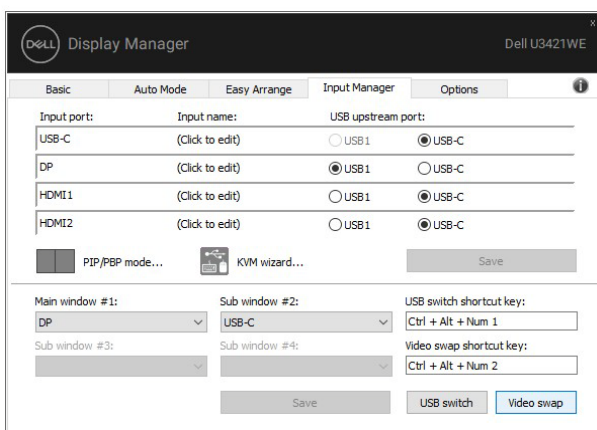 DELL Display Manager Dell U3421WE
x
Basic Auto Mode Easy Arrange Input Manager Options i
Input port: Input name: USB upstream port:
USB-C (Click to edit) USB1 USB-C
DP (Click to edit) USB1 USB-C
HDMI1 (Click to edit) USB1 USB-C
HDMI2 (Click to edit) USB1 USB-C
PIP/PBP mode... KVM wizard... Save
Main window #1: Sub window #2: USB switch shortcut key:
DP USB-C Ctrl + Alt + Num 1
Sub window #3: Sub window #4: Video swap shortcut key:
Ctrl + Alt + Num 2
Save USB switch Video swap